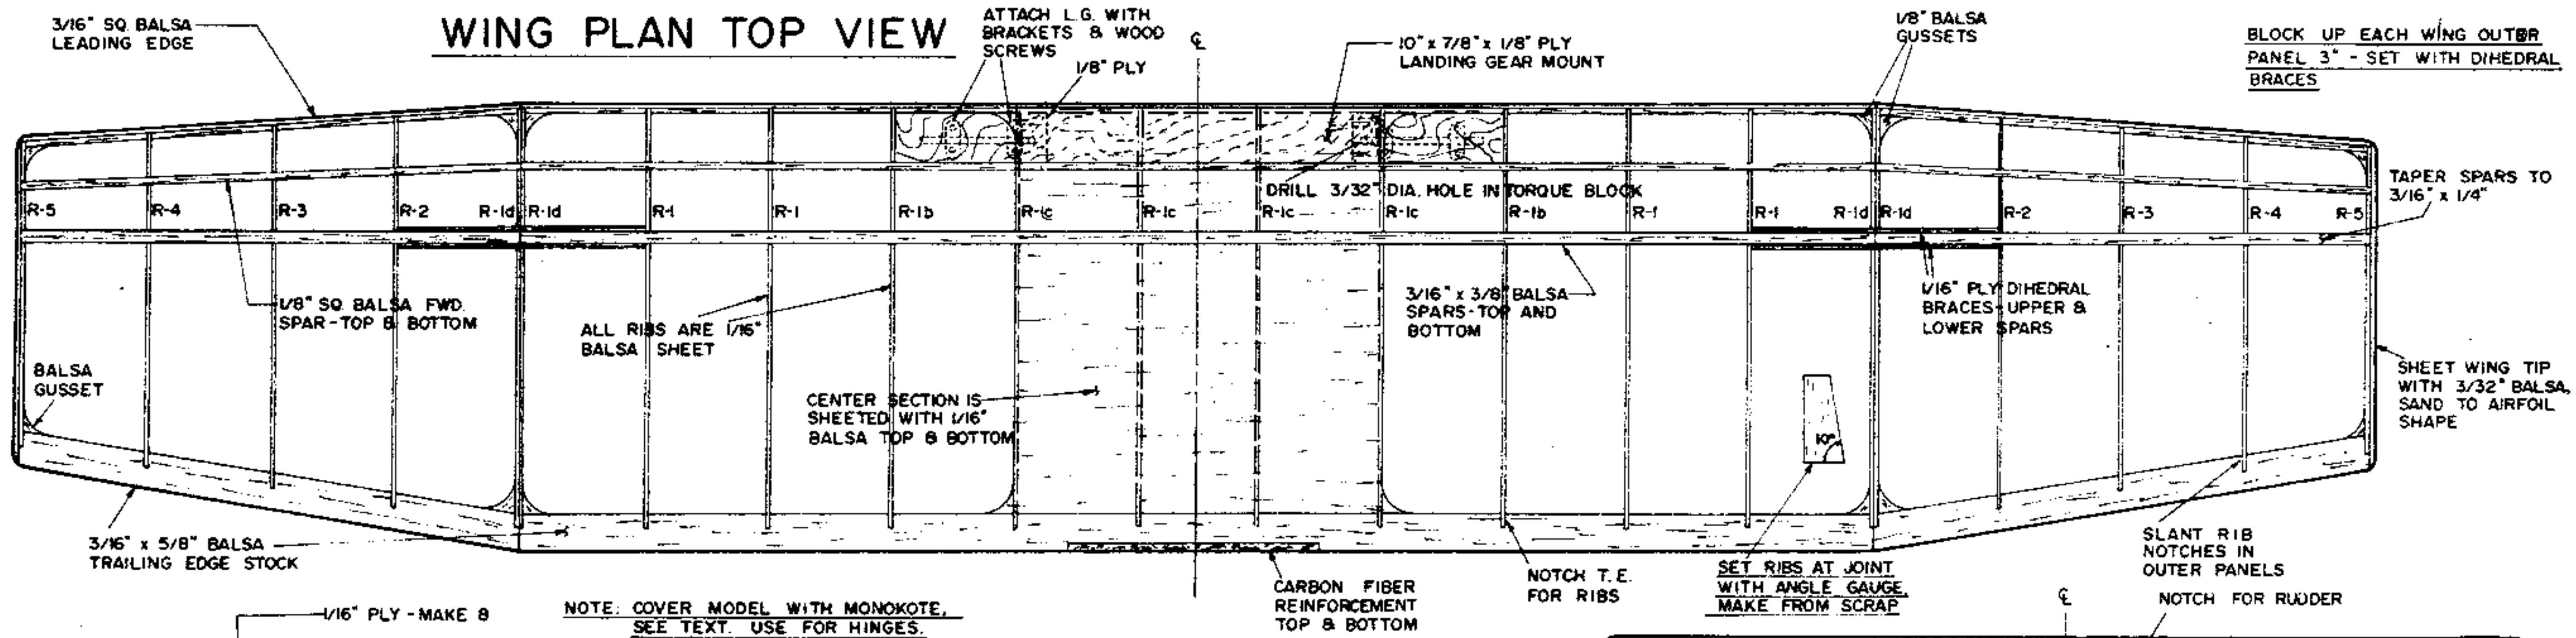 WING PLAN TOP VIEW
3/16" SQ. BALSA
LEADING EDGE
ATTACH L.G. WITH
BRACKETS & WOOD
SCREWS
1/8" PLY
℄
10" x 7/8" x 1/8" PLY
LANDING GEAR MOUNT
1/8" BALSA
GUSSETS
BLOCK UP EACH WING OUTER
PANEL 3" - SET WITH DIHEDRAL
BRACES
DRILL 3/32" DIA. HOLE IN TORQUE BLOCK
TAPER SPARS TO
3/16" x 1/4"
R-5 R-4 R-3 R-2 R-1d R-1d R-1 R-1 R-1b R-1c R-1c R-1c R-1c R-1b R-1 R-1 R-1d R-1d R-2 R-3 R-4 R-5
1/8" SQ. BALSA FWD.
SPAR-TOP & BOTTOM
ALL RIBS ARE 1/16"
BALSA SHEET
3/16" x 3/8" BALSA
SPARS-TOP AND
BOTTOM
1/16" PLY DIHEDRAL
BRACES-UPPER &
LOWER SPARS
BALSA
GUSSET
CENTER SECTION IS
SHEETED WITH 1/16"
BALSA TOP & BOTTOM
10°
SHEET WING TIP
WITH 3/32" BALSA,
SAND TO AIRFOIL
SHAPE
3/16" x 5/8" BALSA
TRAILING EDGE STOCK
CARBON FIBER
REINFORCEMENT
TOP & BOTTOM
NOTCH T.E.
FOR RIBS
SET RIBS AT JOINT
WITH ANGLE GAUGE,
MAKE FROM SCRAP
SLANT RIB
NOTCHES IN
OUTER PANELS
1/16" PLY - MAKE 8
NOTE: COVER MODEL WITH MONOKOTE,
SEE TEXT. USE FOR HINGES.
℄
NOTCH FOR RUDDER